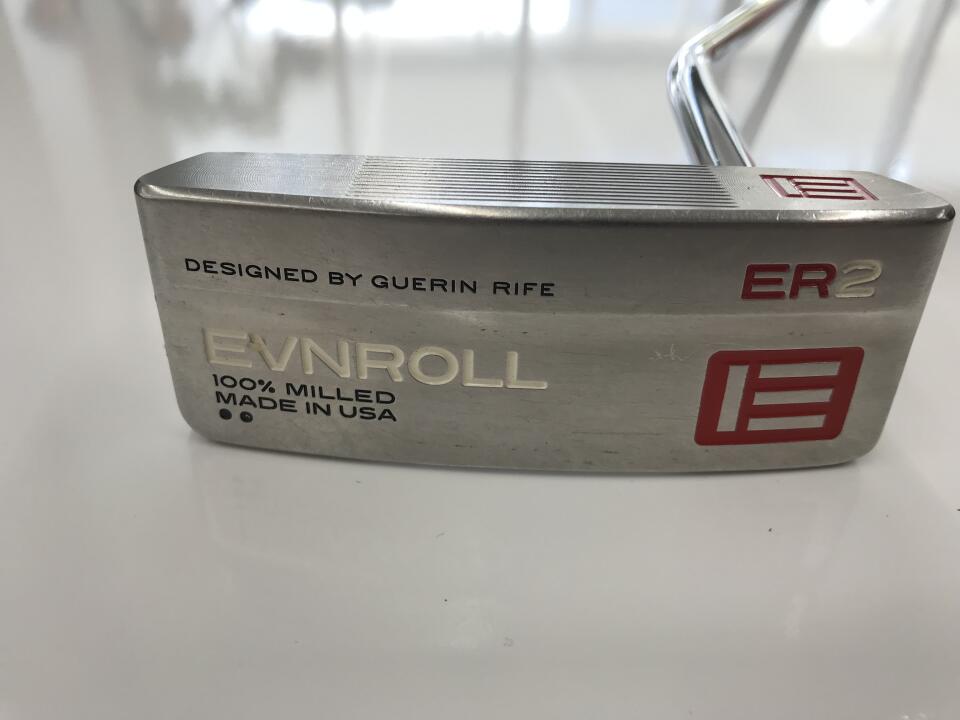 DESIGNED BY GUERIN RIFE
ER2
EVNROLL
100% MILLED
MADE IN USA